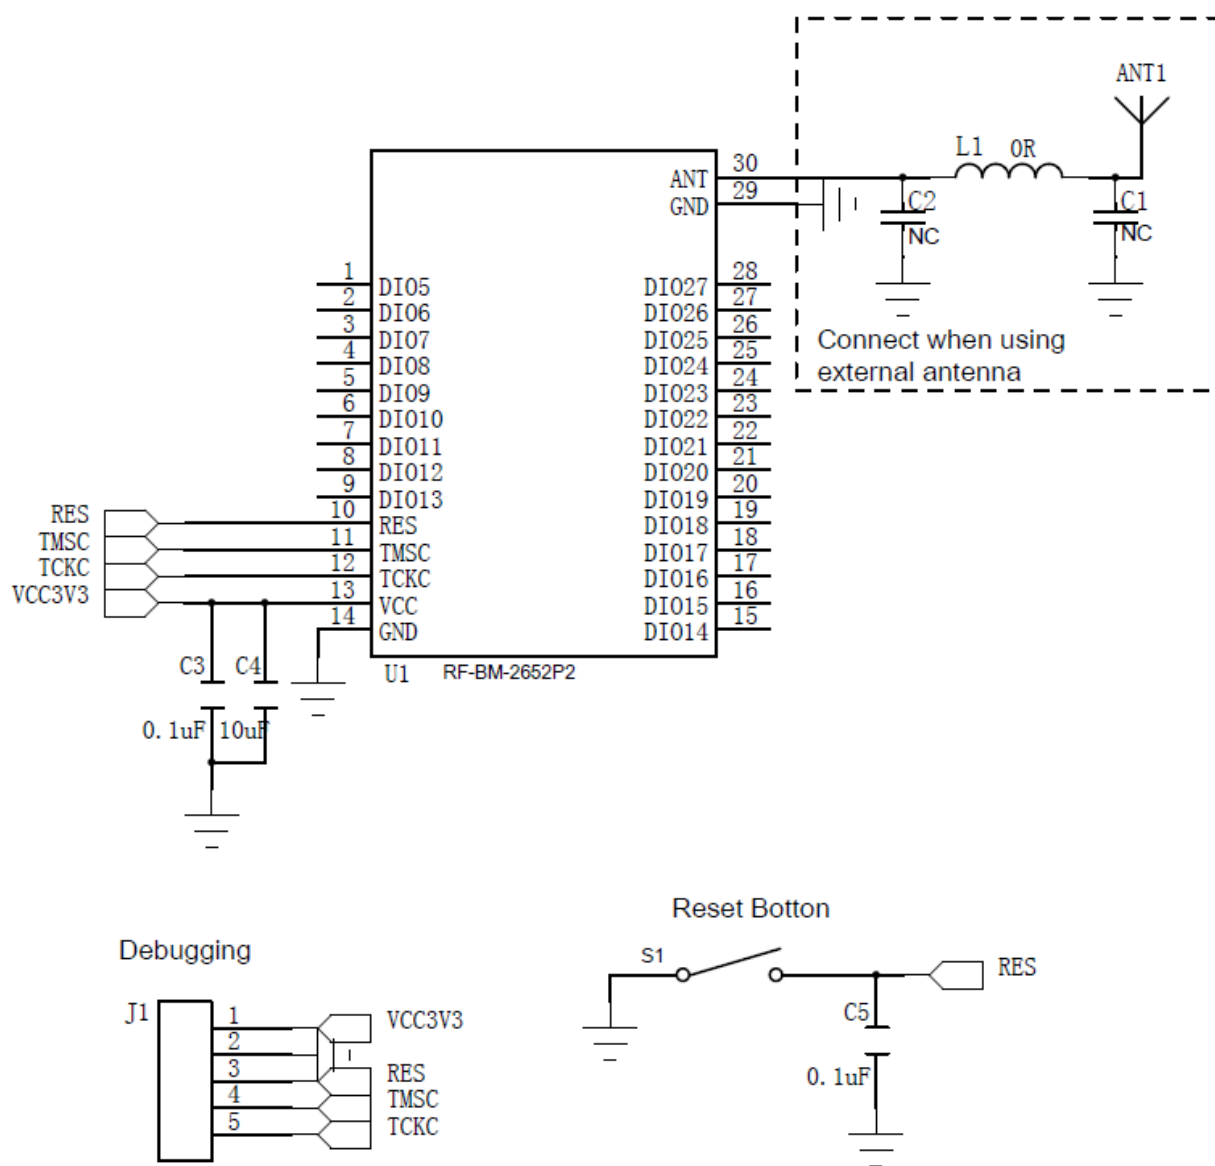 ANT1
L1 0R
30
ANT
29
GND
C2
NC
C1
NC
1
DIO5
2
DIO6
3
DIO7
4
DIO8
5
DIO9
6
DIO10
7
DIO11
8
DIO12
9
DIO13
10
RES
11
TMSC
12
TCKC
13
VCC
14
GND
28
DIO27
27
DIO26
26
DIO25
25
DIO24
24
DIO23
23
DIO22
22
DIO21
21
DIO20
20
DIO19
19
DIO18
18
DIO17
17
DIO16
16
DIO15
15
DIO14
Connect when using
external antenna
RES
TMSC
TCKC
VCC3V3
C3 C4
0.1uF 10uF
U1 RF-BM-2652P2
Debugging
J1
1 VCC3V3
2
3 RES
4 TMSC
5 TCKC
Reset Botton
S1
RES
C5
0.1uF